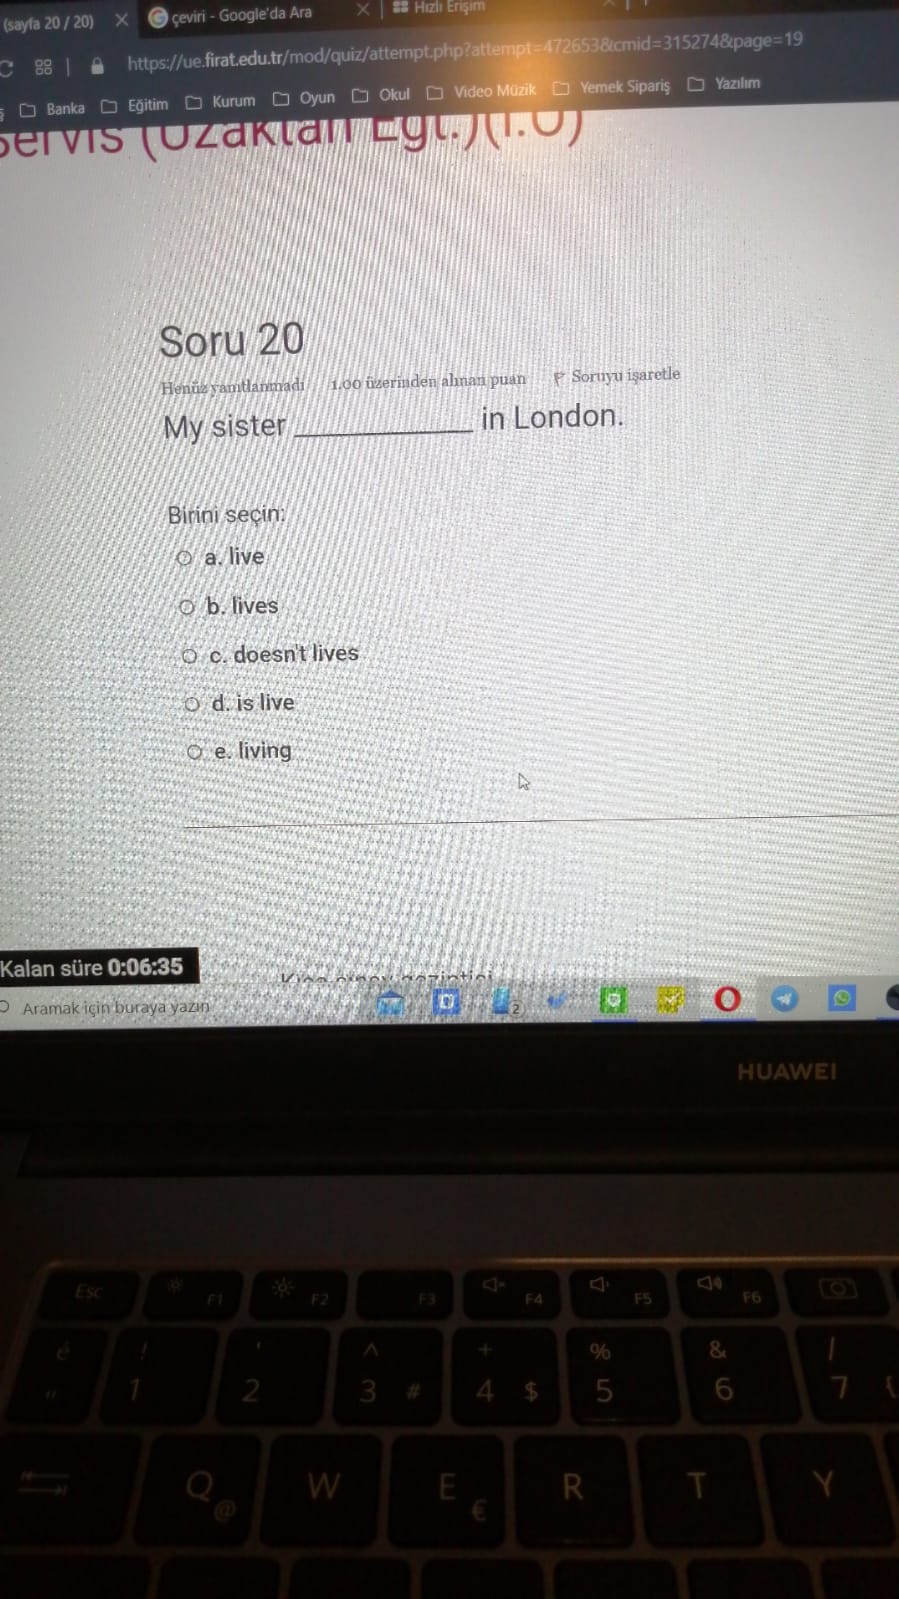 (sayfa 20 / 20)
çeviri - Google'da Ara
Hızlı Erişim
https://ue.firat.edu.tr/mod/quiz/attempt.php?attempt=472653&cmid=315274&page=19
Banka
Eğitim
Kurum
Oyun
Okul
Video Müzik
Yemek Sipariş
Yazılım
Servis (Uzaktan Eğt.)(İ.Ö)
Soru 20
Henüz yanıtlanmadı 1,00 üzerinden alınan puan Soruyu işaretle
My sister ____________ in London.
Birini seçin:
a. live
b. lives
c. doesn't lives
d. is live
e. living
Kalan süre 0:06:35
Aramak için buraya yazın
2
HUAWEI
Esc F1 F2 F3 F4 F5 F6
é " ! 1 ' 2 ^ 3 # + 4 $ % 5 & 6 / 7 {
Q @ W E € R T Y